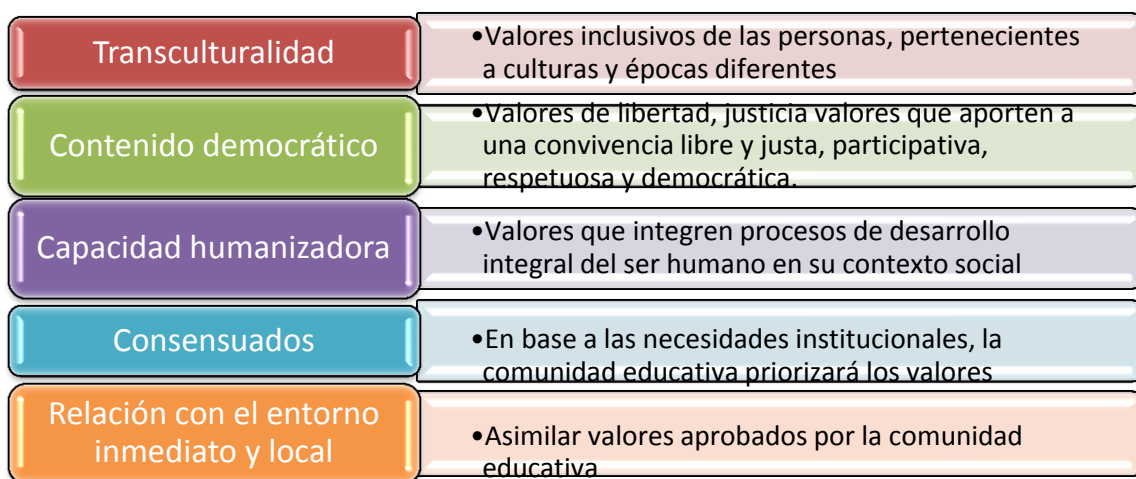 Transculturalidad
•Valores inclusivos de las personas, pertenecientes
a culturas y épocas diferentes
Contenido democrático
•Valores de libertad, justicia valores que aporten a
una convivencia libre y justa, participativa,
respetuosa y democrática.
Capacidad humanizadora
•Valores que integren procesos de desarrollo
integral del ser humano en su contexto social
Consensuados
•En base a las necesidades institucionales, la
comunidad educativa priorizará los valores
Relación con el entorno
inmediato y local
•Asimilar valores aprobados por la comunidad
educativa